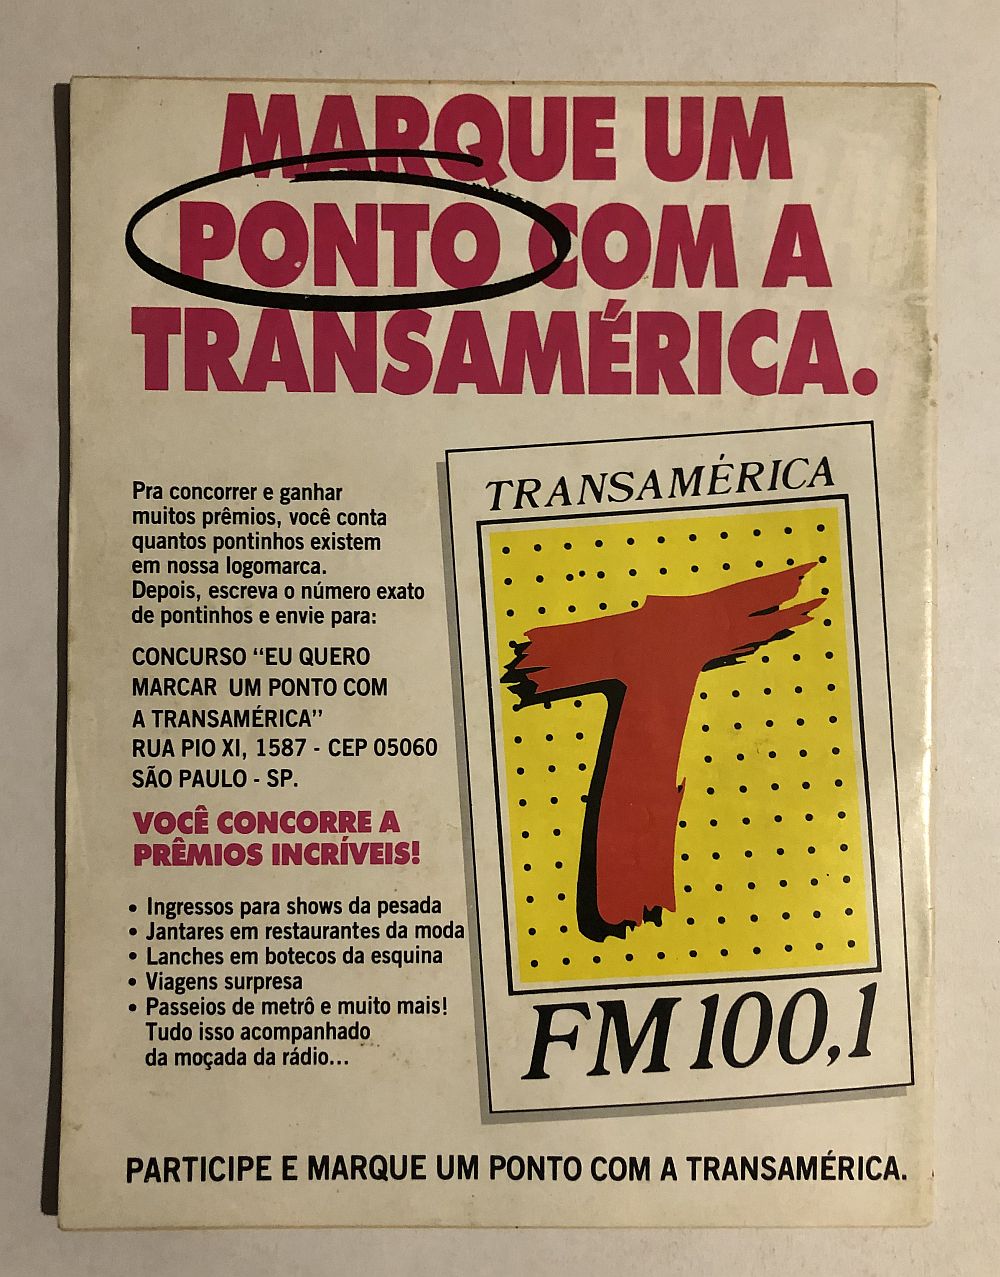 MARQUE UM
PONTO COM A
TRANSAMÉRICA.
Pra concorrer e ganhar
muitos prêmios, você conta
quantos pontinhos existem
em nossa logomarca.
Depois, escreva o número exato
de pontinhos e envie para:
CONCURSO “EU QUERO
MARCAR UM PONTO COM
A TRANSAMÉRICA”
RUA PIO XI, 1587 - CEP 05060
SÃO PAULO - SP.
VOCÊ CONCORRE A
PRÊMIOS INCRÍVEIS!
• Ingressos para shows da pesada
• Jantares em restaurantes da moda
• Lanches em botecos da esquina
• Viagens surpresa
• Passeios de metrô e muito mais!
Tudo isso acompanhado
da moçada da rádio...
TRANSAMÉRICA
T
FM 100,1
PARTICIPE E MARQUE UM PONTO COM A TRANSAMÉRICA.